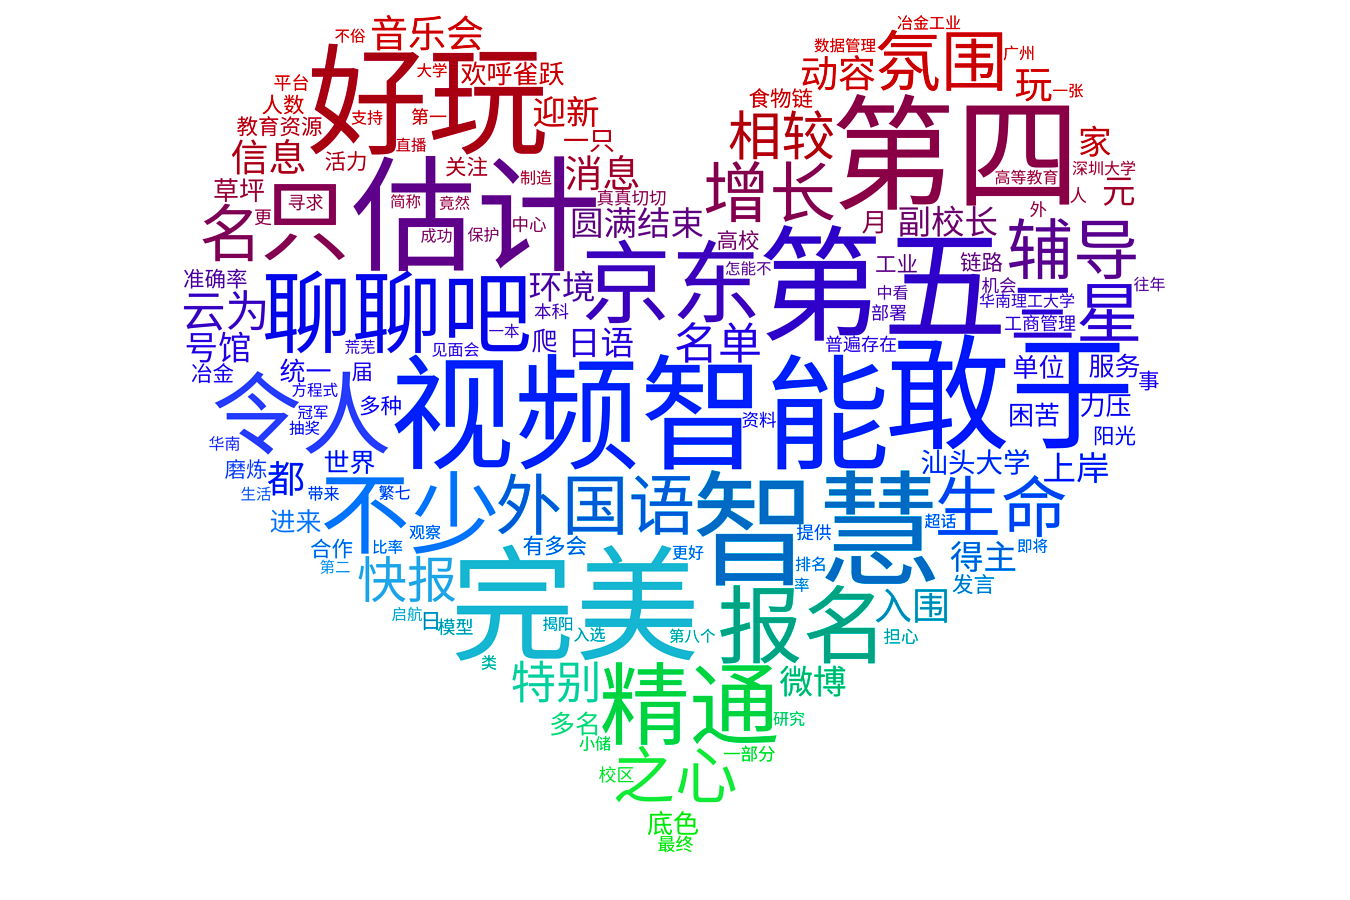 冶金工业
音乐会
不俗
氛围
数据管理
广州
好玩
大学
欢呼雀跃
动容
平台
玩
一张
人数
支持
第一
迎新
食物链
第四
教育资源
直播
一只
相较
家
信息
活力
关注
消息
深圳大学
估计
制造
增长
高等教育
元
草坪
只
寻求
简称
竟然
真真切切
人
名
更
成功
保护
中心
圆满结束
月
副校长
外
高校
京东
第五
辅导
准确率
聊聊吧
环境
怎能不
工业
链路
机会
往年
云为
本科
中看
部署
华南理工大学
三星
号馆
荒芜
见面会
一本
爬
日语
名单
普遍存在
工商管理
冶金
统一
届
视频
智能
敢于
单位
服务
事
令人
方程式
冠军
抽奖
多种
资料
困苦
力压
阳光
华南
磨炼
都
世界
汕头大学
上岸
生活
带来
繁七
不少
外国语
智慧
生命
进来
观察
提供
超话
合作
比率
有多会
更好
得主
即将
第二
快报
完美
排名
率
发言
启航
日
模型
揭阳
入选
第八个
报名
入围
担心
类
特别
精通
微博
多名
小储
研究
之心
一部分
校区
底色
最终